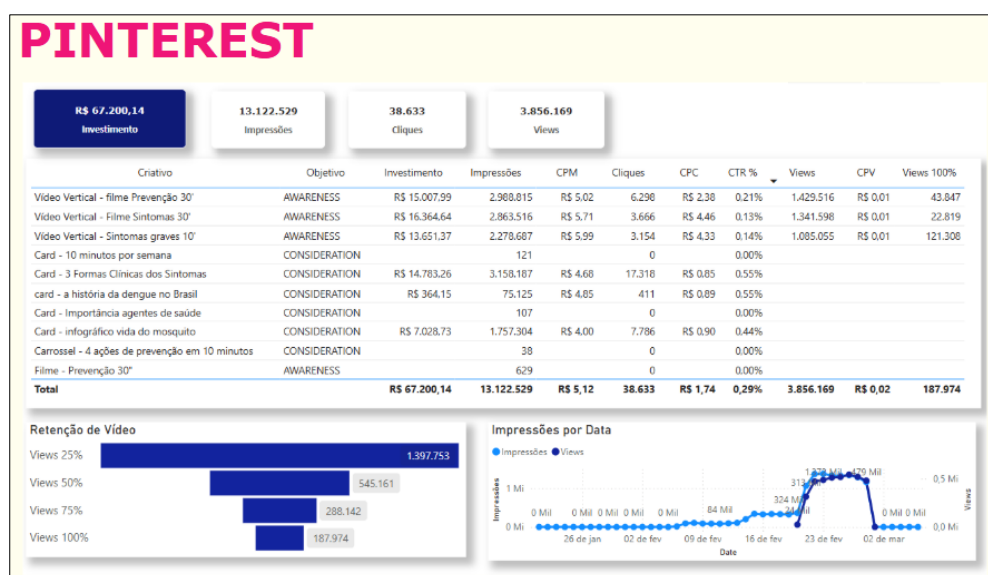 PINTEREST
R$ 67.200,14
Investimento
13.122.529
Impressões
38.633
Cliques
3.856.169
Views
Criativo Objetivo Investimento Impressões CPM Cliques CPC CTR % Views CPV Views 100%
Vídeo Vertical - filme Prevenção 30' AWARENESS R$ 15.007,99 2.988.815 R$ 5,02 6.298 R$ 2,38 0,21% 1.429.516 R$ 0,01 43.847
Vídeo Vertical - Filme Sintomas 30' AWARENESS R$ 16.364,64 2.863.516 R$ 5,71 3.666 R$ 4,46 0,13% 1.341.598 R$ 0,01 22.819
Vídeo Vertical - Sintomas graves 10' AWARENESS R$ 13.651,37 2.278.687 R$ 5,99 3.154 R$ 4,33 0,14% 1.085.055 R$ 0,01 121.308
Card - 10 minutos por semana CONSIDERATION 121 0 0,00%
Card - 3 Formas Clínicas dos Sintomas CONSIDERATION R$ 14.783,26 3.158.187 R$ 4,68 17.318 R$ 0,85 0,55%
card - a história da dengue no Brasil CONSIDERATION R$ 364,15 75.125 R$ 4,85 411 R$ 0,89 0,55%
Card - Importância agentes de saúde CONSIDERATION 107 0 0,00%
Card - infográfico vida do mosquito CONSIDERATION R$ 7.028,73 1.757.304 R$ 4,00 7.786 R$ 0,90 0,44%
Carrossel - 4 ações de prevenção em 10 minutos CONSIDERATION 38 0 0,00%
Filme - Prevenção 30" AWARENESS 629 0 0,00%
Total R$ 67.200,14 13.122.529 R$ 5,12 38.633 R$ 1,74 0,29% 3.856.169 R$ 0,02 187.974
Retenção de Vídeo
Views 25% 1.397.753
Views 50% 545.161
Views 75% 288.142
Views 100% 187.974
Impressões por Data
Impressões Views
Impressões
1 Mi
0 Mi
0 Mil 0 Mil 0 Mil 0 Mil 0 Mil 84 Mil 324 479 Mil 0 Mil 0 Mil
0,5 Mi
0,0 Mi
Views
26 de jan 02 de fev 09 de fev 16 de fev 23 de fev 02 de mar
Data